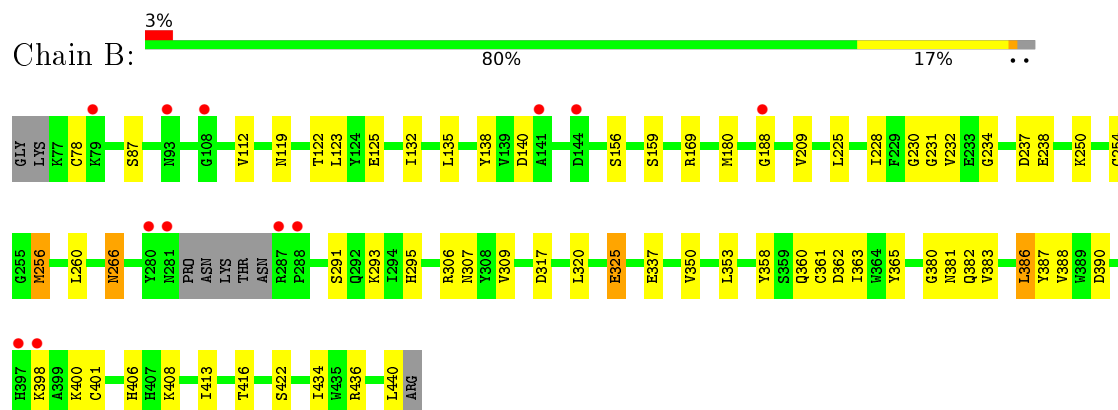 3%
Chain B:
80% 17% • •
GLY LYS K77 C78 K79 S87 N93 G108 V112 N119 T122 L123 Y124 E125 I132 L135 Y138 V139 D140 A141 D144 S156 S159 R169 M180 G188 V209 L225 I228 F229 G230 G231 V232 E233 G234 D237 E238 K250 G254
G255 M256 L260 N266 Y280 N281 PRO ASN LYS THR ASN R287 P288 S291 Q292 K293 I294 H295 R306 N307 Y308 V309 D317 L320 E325 E337 V350 L353 Y358 S359 Q360 C361 D362 I363 W364 Y365 G380 N381 Q382 V383 L386 Y387 V388 W389 D390
H397 K398 A399 K400 C401 H406 H407 K408 I413 T416 S422 I434 W435 R436 L440 ARG